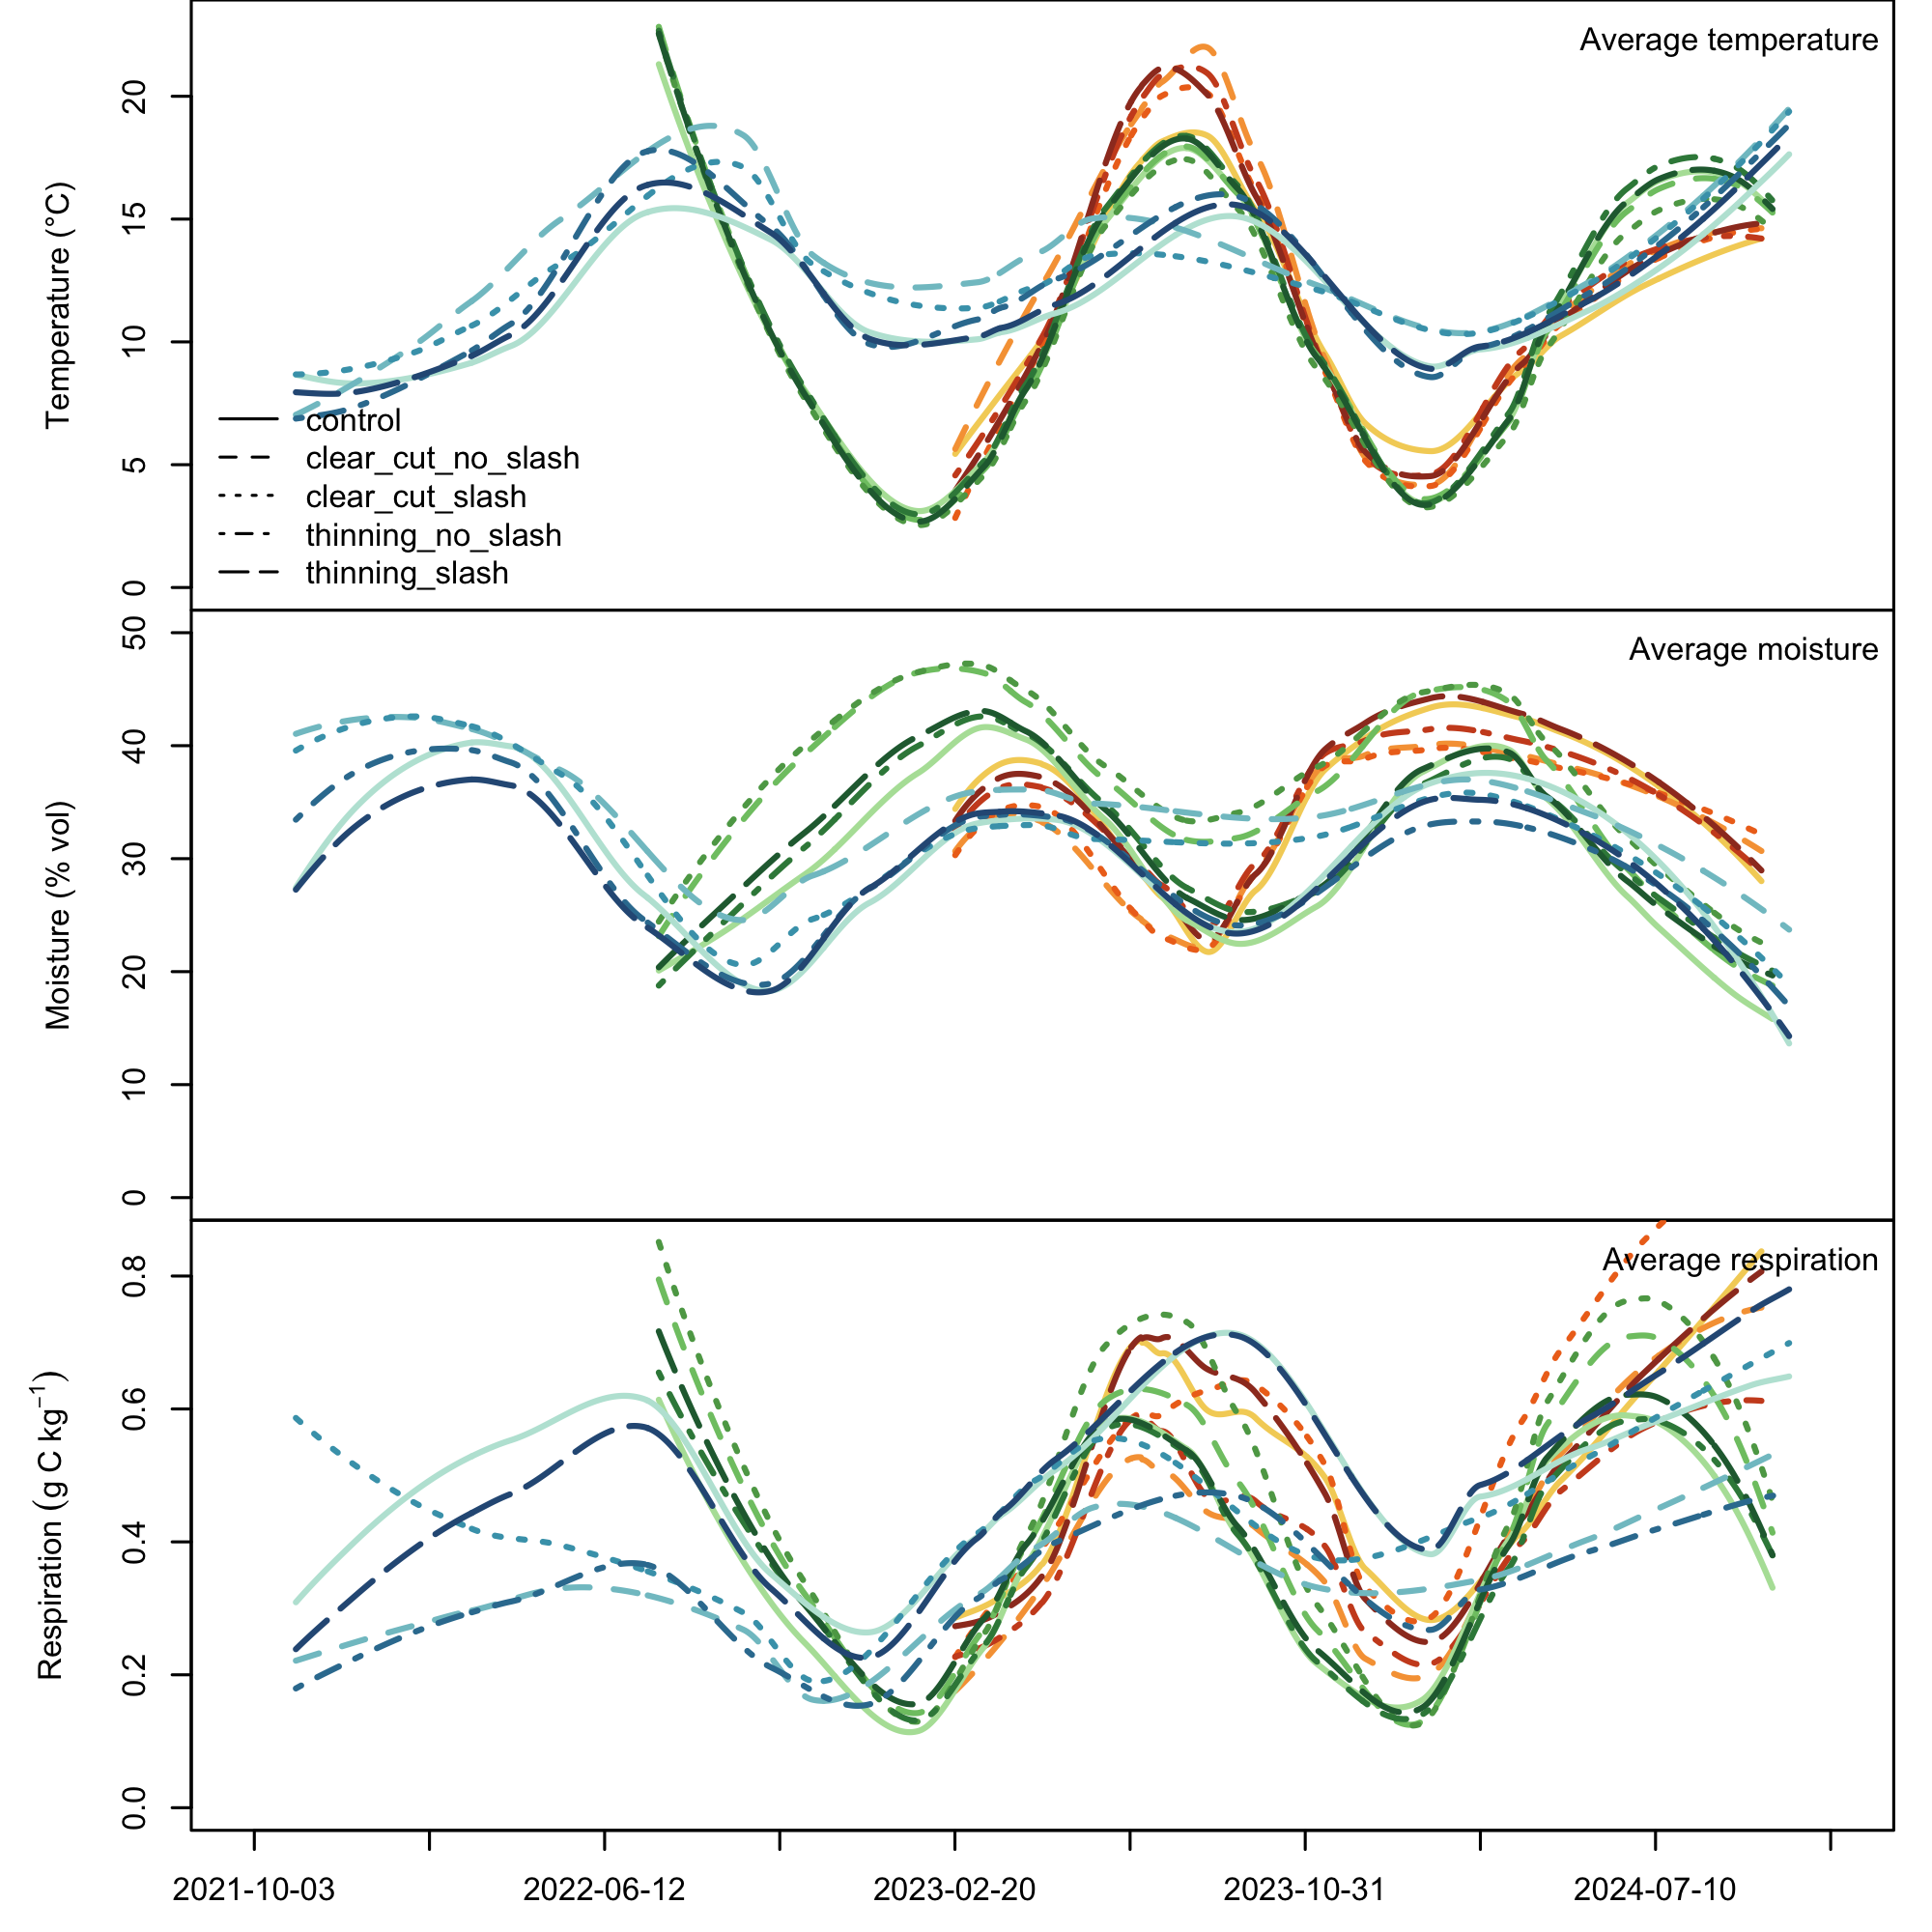 Average temperature
Temperature (°C)
20
15
10
5
0
control
clear_cut_no_slash
clear_cut_slash
thinning_no_slash
thinning_slash
Average moisture
Moisture (% vol)
50
40
30
20
10
0
Average respiration
Respiration (g C kg⁻¹)
0.8
0.6
0.4
0.2
0.0
2021-10-03 2022-06-12 2023-02-20 2023-10-31 2024-07-10